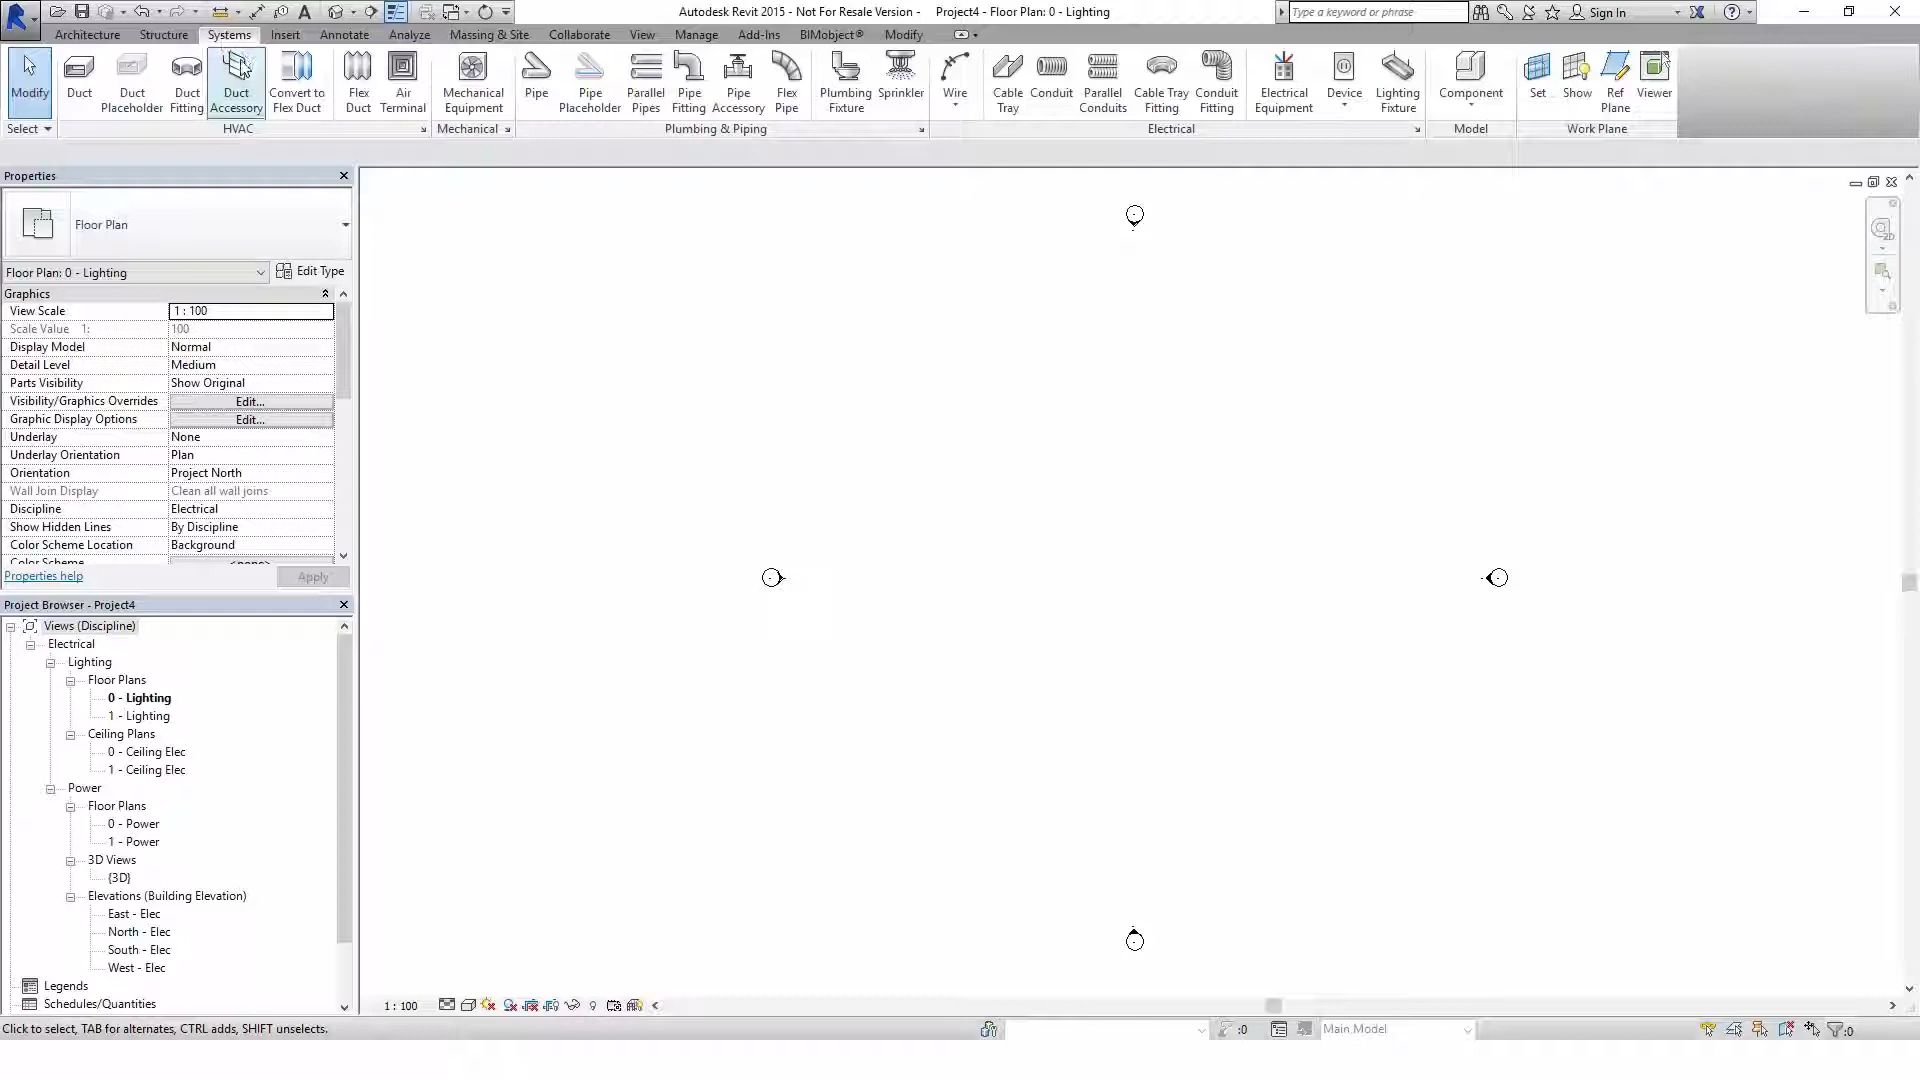 Autodesk Revit 2015 - Not For Resale Version - Project4 - Floor Plan: 0 - Lighting
Type a keyword or phrase
Sign In
Architecture Structure Systems Insert Annotate Analyze Massing & Site Collaborate View Manage Add-Ins BIMobject® Modify
Modify
Duct
Duct Placeholder
Duct Fitting
Duct Accessory
Convert to Flex Duct
Flex Duct
Air Terminal
Mechanical Equipment
Pipe
Pipe Placeholder
Parallel Pipes
Pipe Fitting
Pipe Accessory
Flex Pipe
Plumbing Fixture
Sprinkler
Wire
Cable Tray
Conduit
Parallel Conduits
Cable Tray Fitting
Conduit Fitting
Electrical Equipment
Device
Lighting Fixture
Component
Set
Show
Ref Plane
Viewer
Select HVAC Mechanical Plumbing & Piping Electrical Model Work Plane
Properties
Floor Plan
Floor Plan: 0 - Lighting Edit Type
Graphics
View Scale 1 : 100
Scale Value 1: 100
Display Model Normal
Detail Level Medium
Parts Visibility Show Original
Visibility/Graphics Overrides Edit...
Graphic Display Options Edit...
Underlay None
Underlay Orientation Plan
Orientation Project North
Wall Join Display Clean all wall joins
Discipline Electrical
Show Hidden Lines By Discipline
Color Scheme Location Background
Color Scheme <none>
Properties help Apply
Project Browser - Project4
Views (Discipline)
Electrical
Lighting
Floor Plans
0 - Lighting
1 - Lighting
Ceiling Plans
0 - Ceiling Elec
1 - Ceiling Elec
Power
Floor Plans
0 - Power
1 - Power
3D Views
{3D}
Elevations (Building Elevation)
East - Elec
North - Elec
South - Elec
West - Elec
Legends
Schedules/Quantities
2D
1 : 100
Click to select, TAB for alternates, CTRL adds, SHIFT unselects.
:0
Main Model
:0